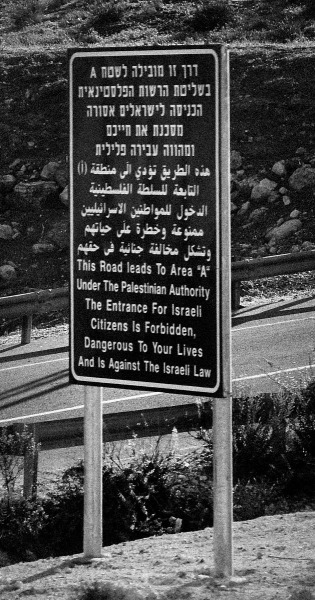 דרך זו מובילה לשטח A
בשליטת הרשות הפלסטינאית
הכניסה לישראלים אסורה
מסכנת את חייכם
ומהווה עבירה פלילית
هذه الطريق تؤدي الى منطقة (أ)
التابعة للسلطة الفلسطينية
الدخول للمواطنين الاسرائيليين
ممنوعة وخطرة على حياتهم
وتشكل مخالفة جنائية في حقهم
This Road leads To Area "A"
Under The Palestinian Authority
The Entrance For Israeli
Citizens Is Forbidden,
Dangerous To Your Lives
And Is Against The Israeli Law